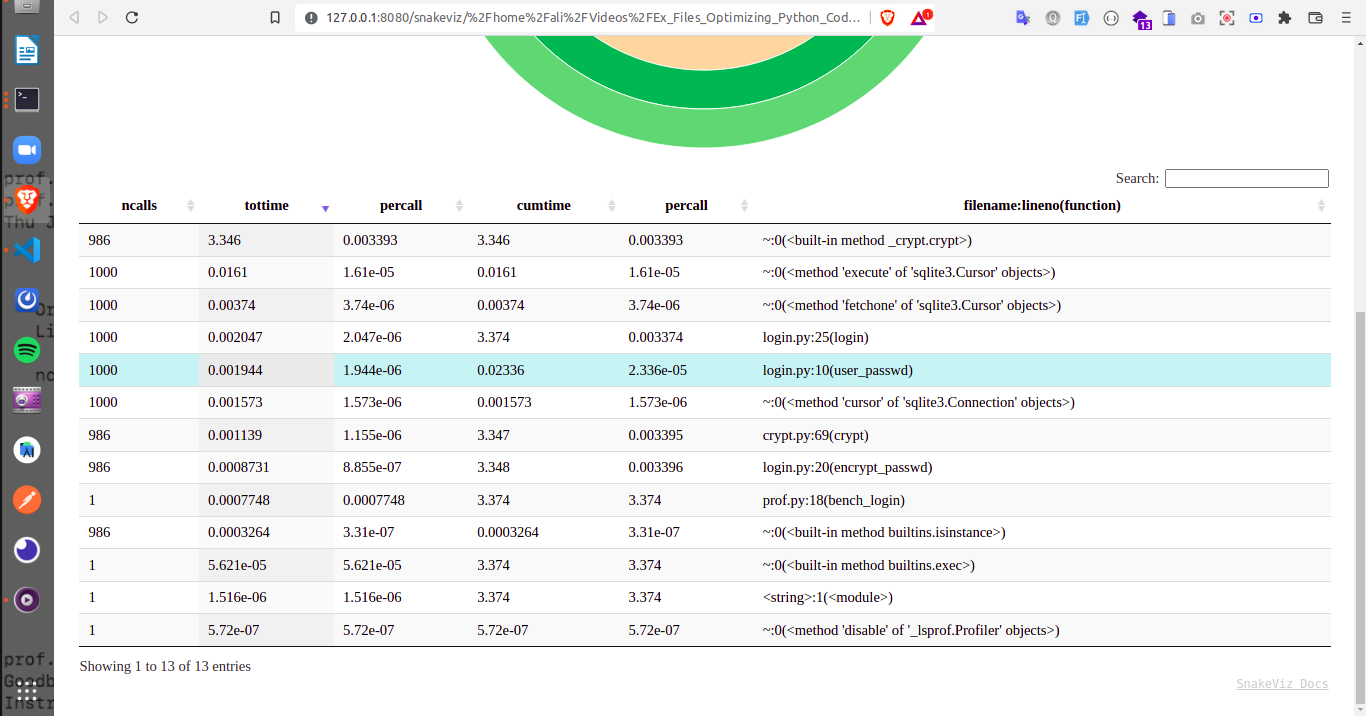 127.0.0.1:8080/snakeviz/%2Fhome%2Fali%2FVideos%2FEx_Files_Optimizing_Python_Cod...
1
13
Search:
ncalls tottime percall cumtime percall filename:lineno(function)
986 3.346 0.003393 3.346 0.003393 ~:0(<built-in method _crypt.crypt>)
1000 0.0161 1.61e-05 0.0161 1.61e-05 ~:0(<method 'execute' of 'sqlite3.Cursor' objects>)
1000 0.00374 3.74e-06 0.00374 3.74e-06 ~:0(<method 'fetchone' of 'sqlite3.Cursor' objects>)
1000 0.002047 2.047e-06 3.374 0.003374 login.py:25(login)
1000 0.001944 1.944e-06 0.02336 2.336e-05 login.py:10(user_passwd)
1000 0.001573 1.573e-06 0.001573 1.573e-06 ~:0(<method 'cursor' of 'sqlite3.Connection' objects>)
986 0.001139 1.155e-06 3.347 0.003395 crypt.py:69(crypt)
986 0.0008731 8.855e-07 3.348 0.003396 login.py:20(encrypt_passwd)
1 0.0007748 0.0007748 3.374 3.374 prof.py:18(bench_login)
986 0.0003264 3.31e-07 0.0003264 3.31e-07 ~:0(<built-in method builtins.isinstance>)
1 5.621e-05 5.621e-05 3.374 3.374 ~:0(<built-in method builtins.exec>)
1 1.516e-06 1.516e-06 3.374 3.374 <string>:1(<module>)
1 5.72e-07 5.72e-07 5.72e-07 5.72e-07 ~:0(<method 'disable' of '_lsprof.Profiler' objects>)
Showing 1 to 13 of 13 entries
SnakeViz Docs
prof.
Thu J
Or
Li
nc
prof.
Goodb
Instr